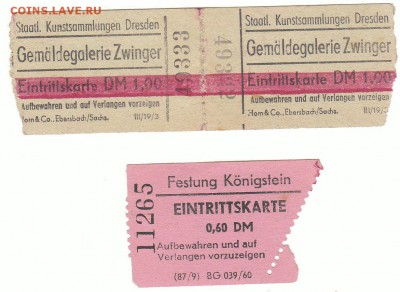 COINS.LAVE.RU
Staatl. Kunstsammlungen Dresden
Gemäldegalerie Zwinger
Eintrittskarte DM 1,00
Aufbewahren und auf Verlangen vorzeigen
Horn & Co., Ebersbach/Sachs. III/19/3
49333
Staatl. Kunstsammlungen Dresden
Gemäldegalerie Zwinger
Eintrittskarte DM 1,00
Aufbewahren und auf Verlangen vorzeigen
Horn & Co., Ebersbach/Sachs. III/19/3
11265
Festung Königstein
EINTRITTSKARTE
0,60 DM
Aufbewahren und auf
Verlangen vorzuzeigen
(87/9) BG 039/60